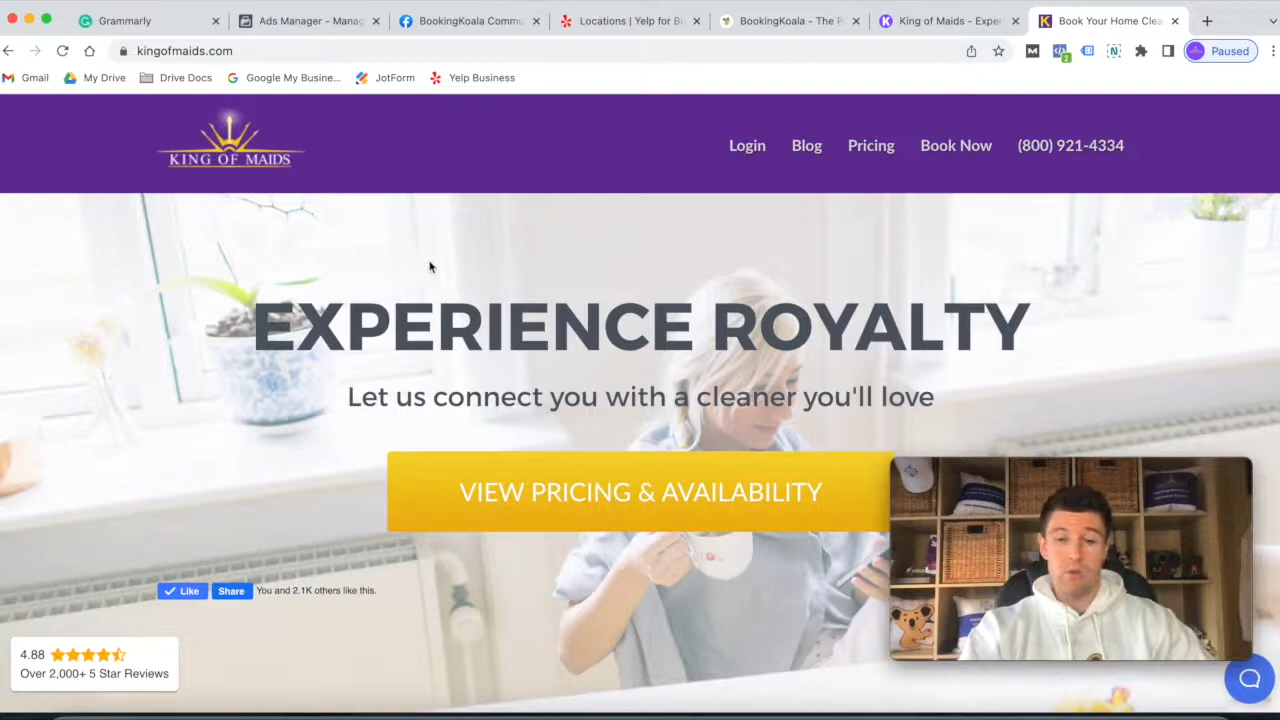 Grammarly
Ads Manager - Manag
BookingKoala Commu
Locations | Yelp for B
BookingKoala - The P
King of Maids - Exper
Book Your Home Clea
kingofmaids.com
2
Paused
Gmail
My Drive
Drive Docs
Google My Busine...
JotForm
Yelp Business
KING OF MAIDS
Login
Blog
Pricing
Book Now
(800) 921-4334
EXPERIENCE ROYALTY
Let us connect you with a cleaner you'll love
VIEW PRICING & AVAILABILITY
Like
Share
You and 2.1K others like this.
4.88
Over 2,000+ 5 Star Reviews